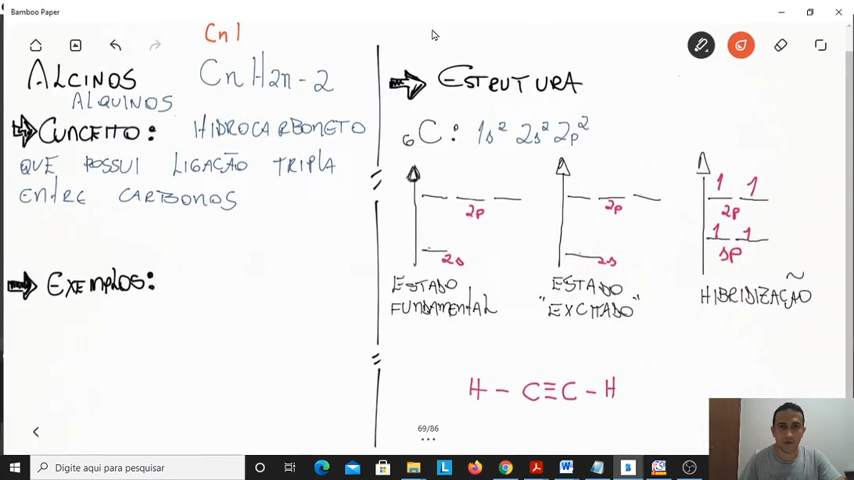 Bamboo Paper
Cn1
ALCINOS CnH2n-2
ALQUINOS
CONCEITO: HIDROCARBONETO
QUE POSSUI LIGAÇÃO TRIPLA
ENTRE CARBONOS
EXEMPLOS:
ESTRUTURA
6C: 1s² 2s² 2p²
2p
2s
ESTADO
FUNDAMENTAL
2p
2s
ESTADO
"EXCITADO"
1 1
2p
1 1
sp
HIBRIDIZAÇÃO
H - C≡C - H
69/86
Digite aqui para pesquisar